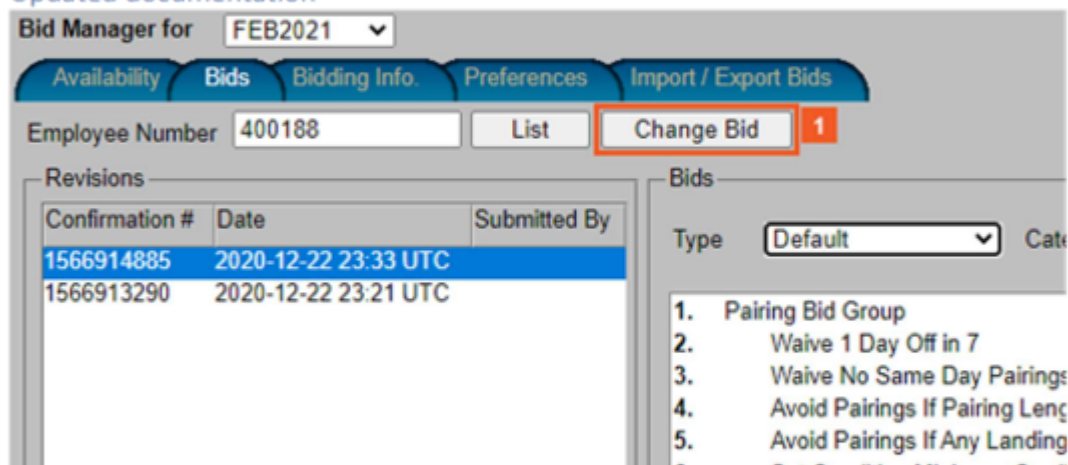 Updated documentation
Bid Manager for FEB2021
Availability Bids Bidding Info. Preferences Import / Export Bids
Employee Number 400188 List Change Bid 1
Revisions
Confirmation # Date Submitted By
1566914885 2020-12-22 23:33 UTC
1566913290 2020-12-22 23:21 UTC
Bids
Type Default Cate
1. Pairing Bid Group
2. Waive 1 Day Off in 7
3. Waive No Same Day Pairings
4. Avoid Pairings If Pairing Leng
5. Avoid Pairings If Any Landing